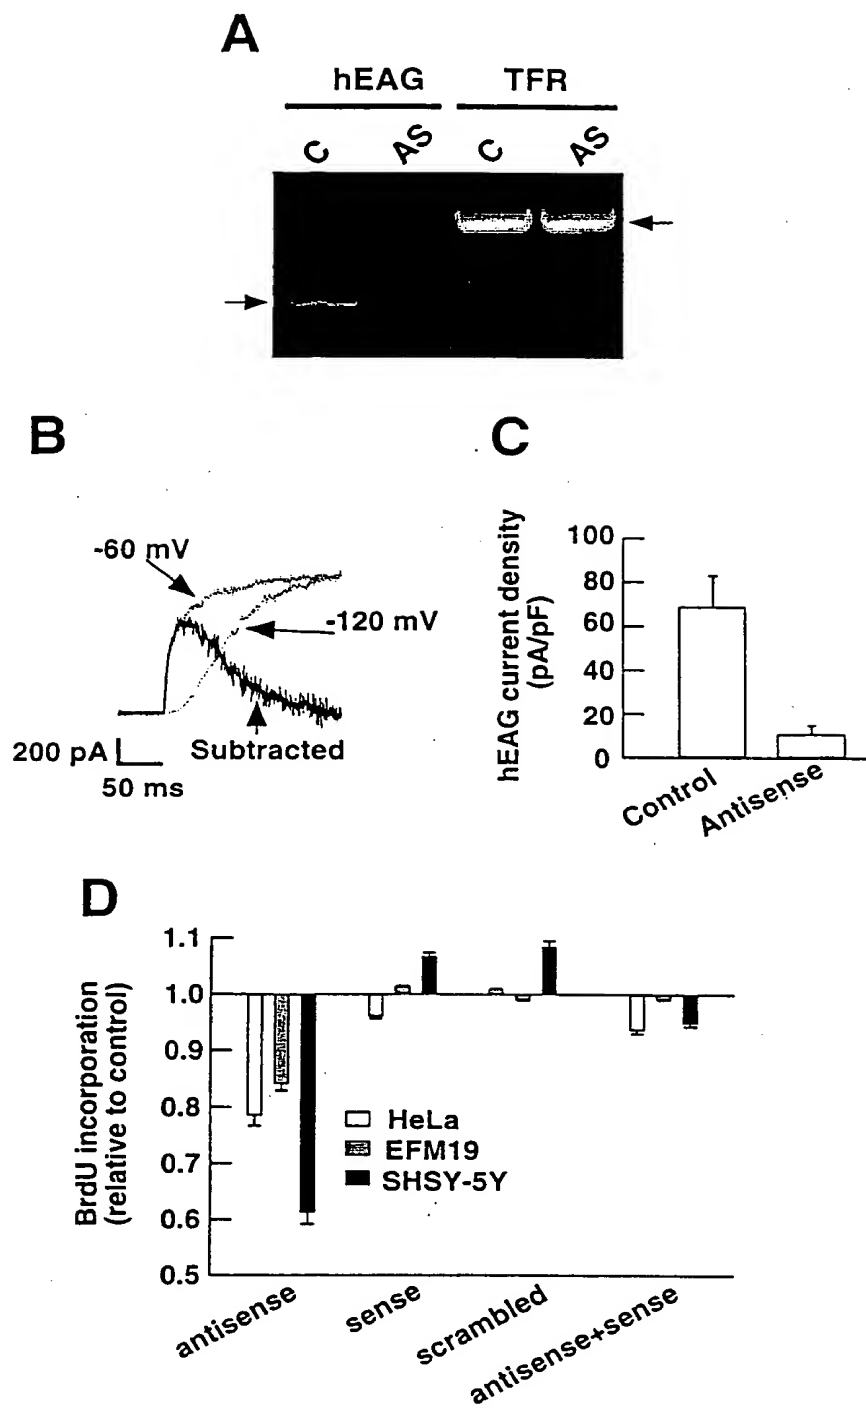 A
hEAG TFR
C AS C AS
B
-60 mV
-120 mV
200 pA
Subtracted
50 ms
C
hEAG current density
(pA/pF)
100
80
60
40
20
0
Control
Antisense
D
BrdU incorporation
(relative to control)
1.1
1.0
0.9
0.8
0.7
0.6
0.5
HeLa
EFM19
SHSY-5Y
antisense
sense
scrambled
antisense+sense